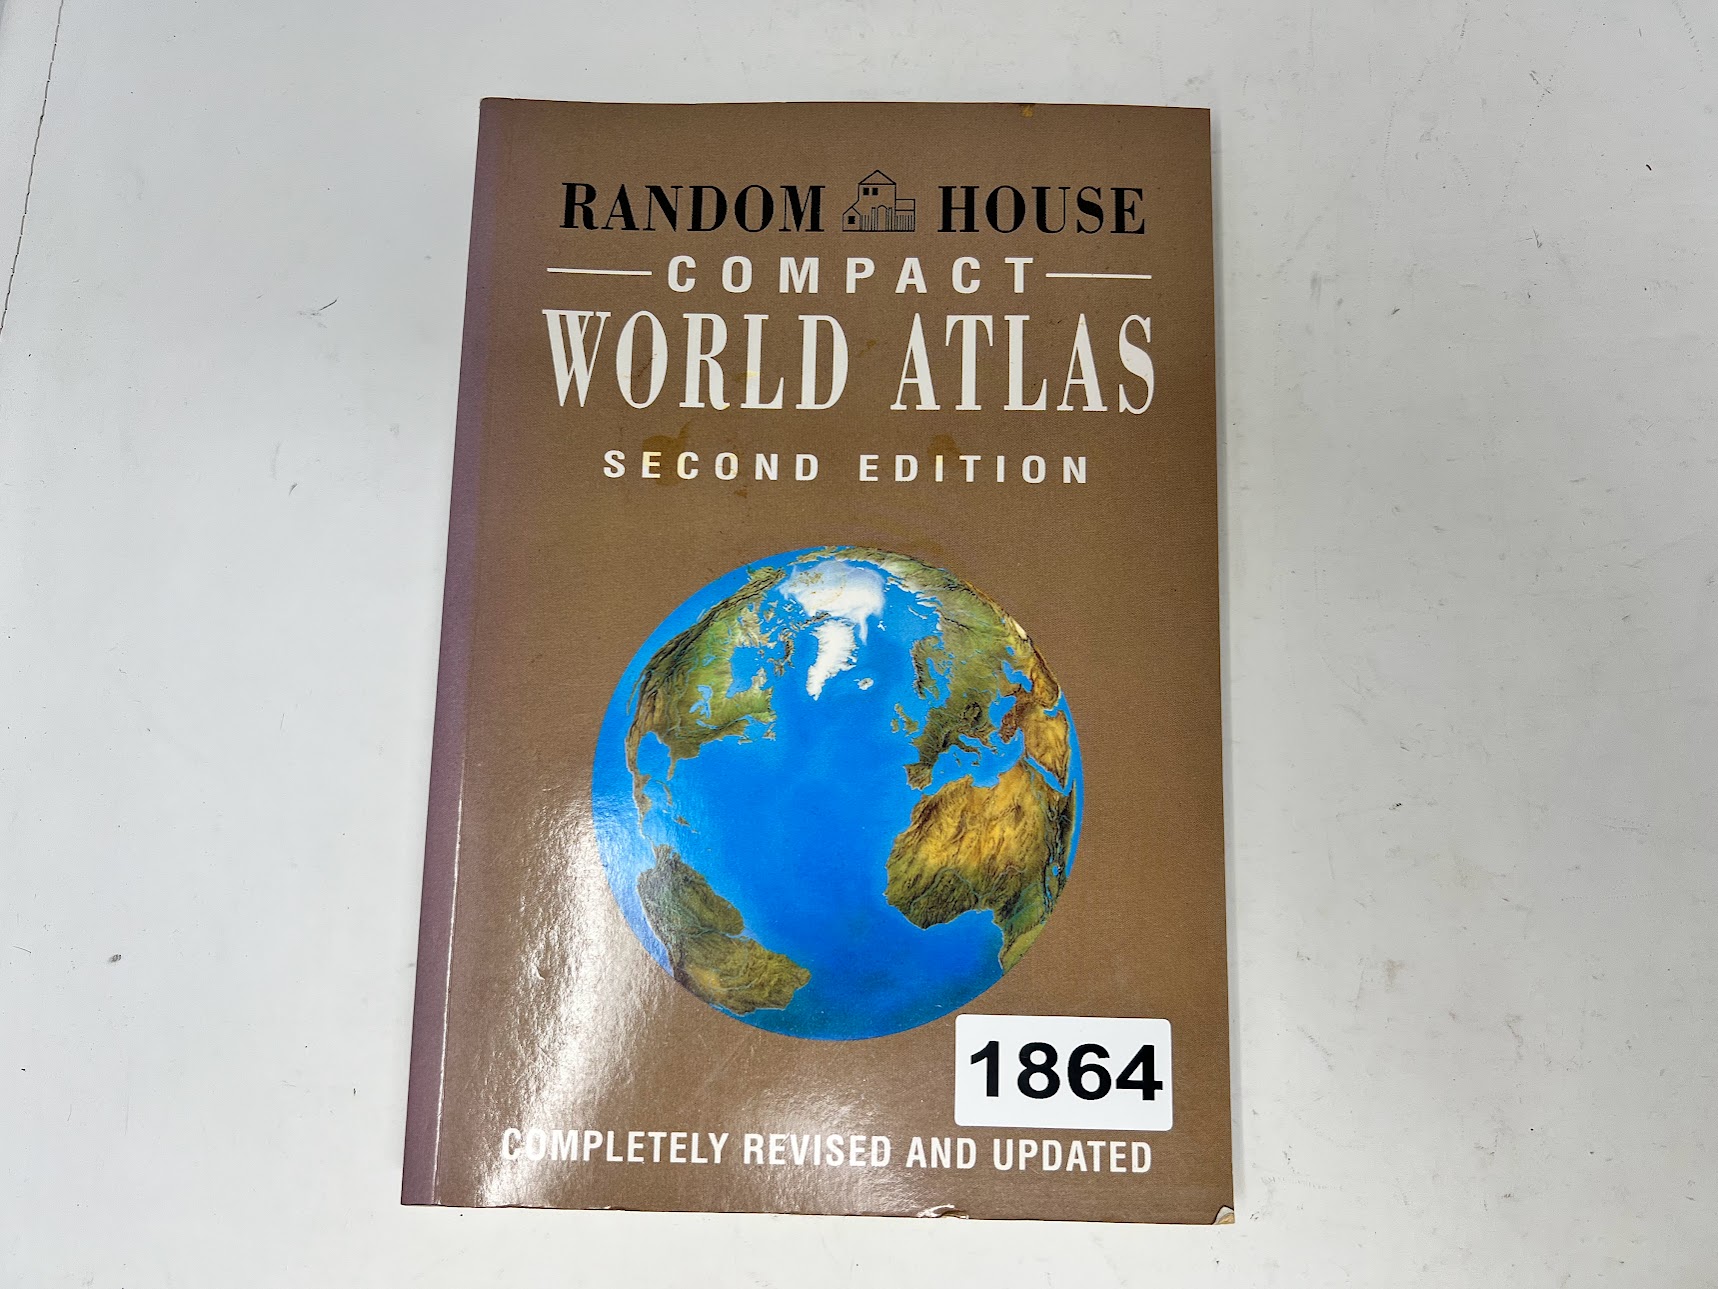 RANDOM HOUSE
COMPACT
WORLD ATLAS
SECOND EDITION
1864
COMPLETELY REVISED AND UPDATED